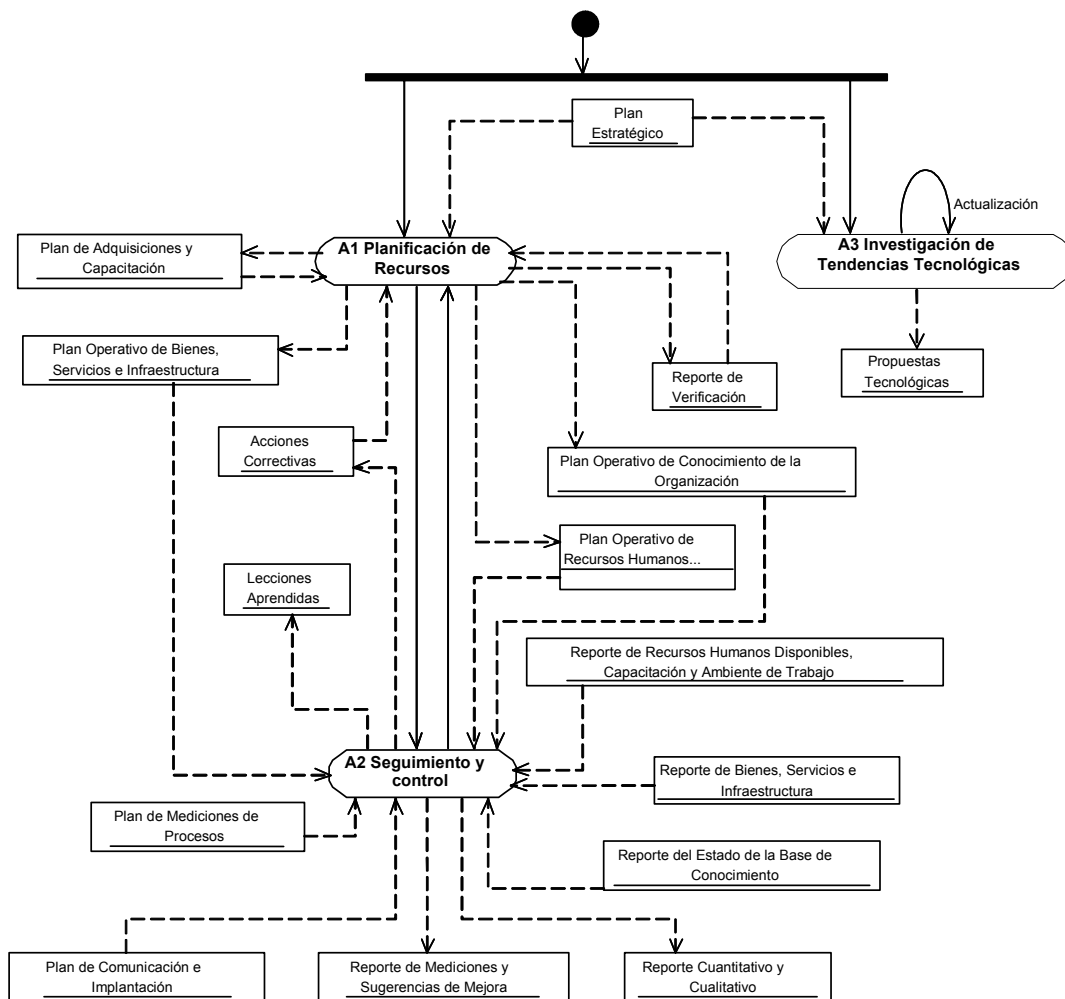 Plan
Estratégico
Actualización
A1 Planificación de
Recursos
A3 Investigación de
Tendencias Tecnológicas
Plan de Adquisiciones y
Capacitación
Plan Operativo de Bienes,
Servicios e Infraestructura
Reporte de
Verificación
Propuestas
Tecnológicas
Acciones
Correctivas
Plan Operativo de Conocimiento de la
Organización
Plan Operativo de
Recursos Humanos...
Lecciones
Aprendidas
Reporte de Recursos Humanos Disponibles,
Capacitación y Ambiente de Trabajo
A2 Seguimiento y
control
Reporte de Bienes, Servicios e
Infraestructura
Plan de Mediciones de
Procesos
Reporte del Estado de la Base de
Conocimiento
Plan de Comunicación e
Implantación
Reporte de Mediciones y
Sugerencias de Mejora
Reporte Cuantitativo y
Cualitativo